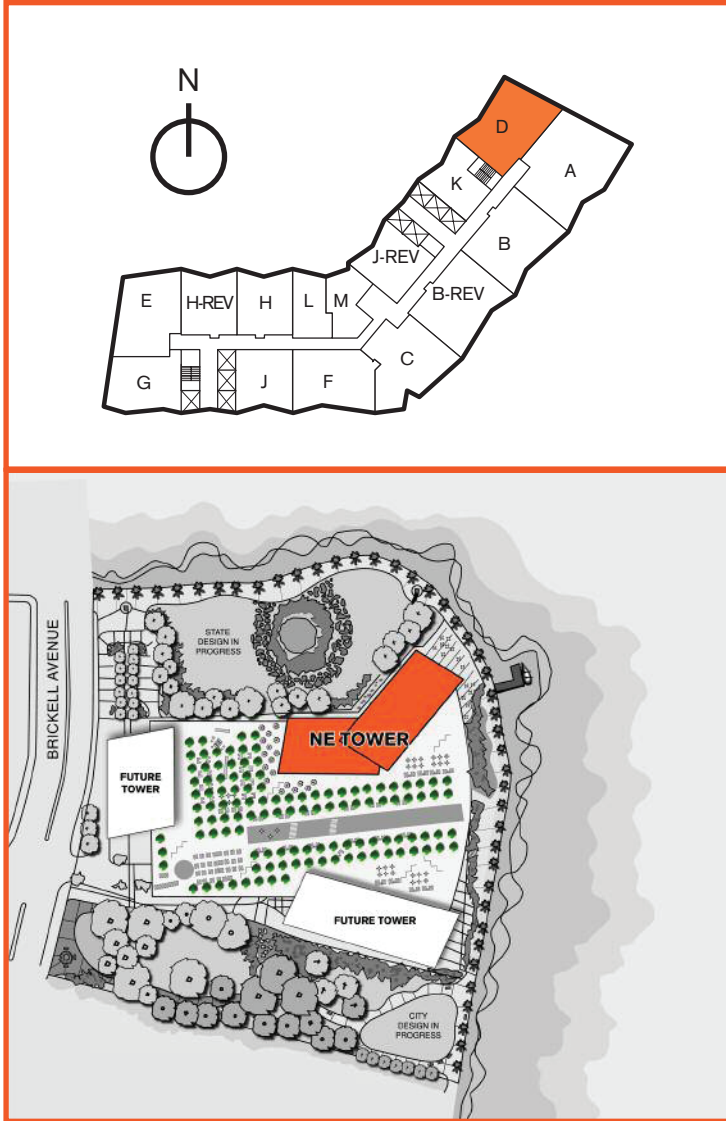 N
D
A
K
B
J-REV
B-REV
E
H-REV
H
L
M
C
G
J
F
BRICKELL AVENUE
STATE
DESIGN IN
PROGRESS
NE TOWER
FUTURE
TOWER
FUTURE TOWER
CITY
DESIGN IN
PROGRESS